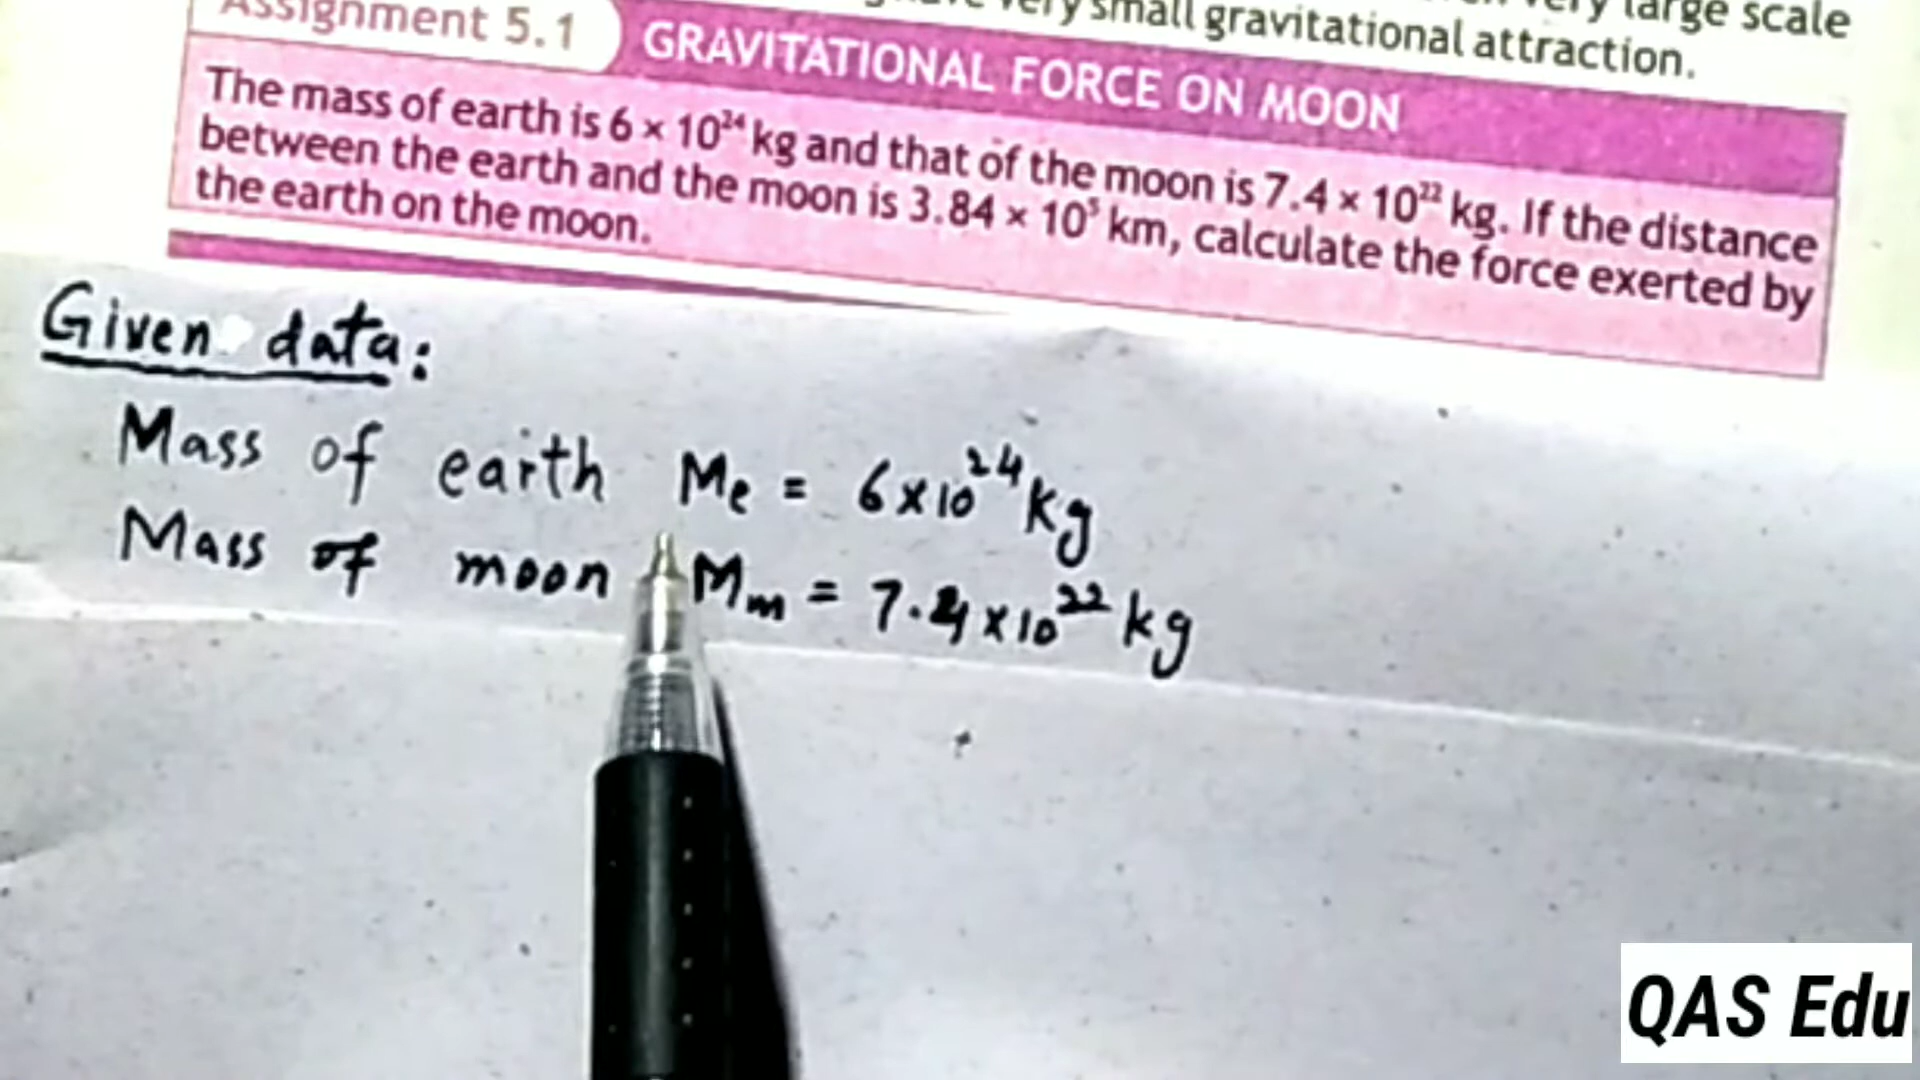 very large scale
very small gravitational attraction.
Assignment 5.1
GRAVITATIONAL FORCE ON MOON
The mass of earth is 6 × 10²⁴ kg and that of the moon is 7.4 × 10²² kg. If the distance
between the earth and the moon is 3.84 × 10⁵ km, calculate the force exerted by
the earth on the moon.
Given data:
Mass of earth Me = 6×10²⁴ kg
Mass of moon Mm = 7.4×10²² kg
QAS Edu